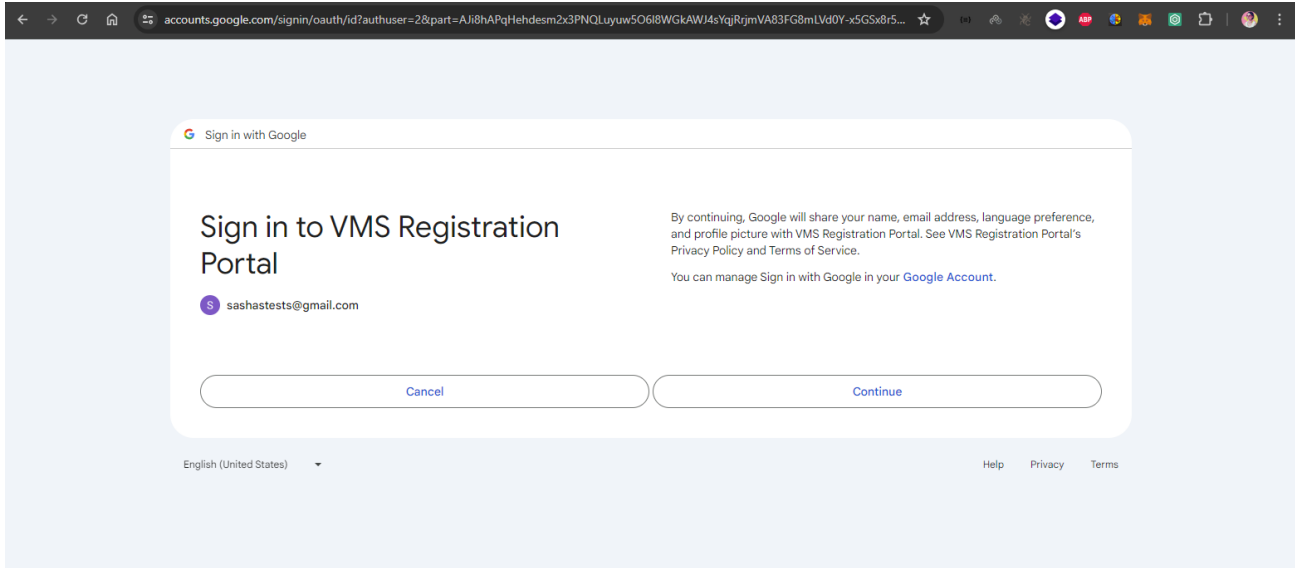 accounts.google.com/signin/oauth/id?authuser=2&part=AJi8hAPqHehdesm2x3PNQLuyuw5O6I8WGkAWJ4sYqjRrjmVA83FG8mLVd0Y-x5GSx8r5...
ABP
G Sign in with Google
Sign in to VMS Registration
Portal
S sashastests@gmail.com
By continuing, Google will share your name, email address, language preference,
and profile picture with VMS Registration Portal. See VMS Registration Portal's
Privacy Policy and Terms of Service.
You can manage Sign in with Google in your Google Account.
Cancel Continue
English (United States) Help Privacy Terms